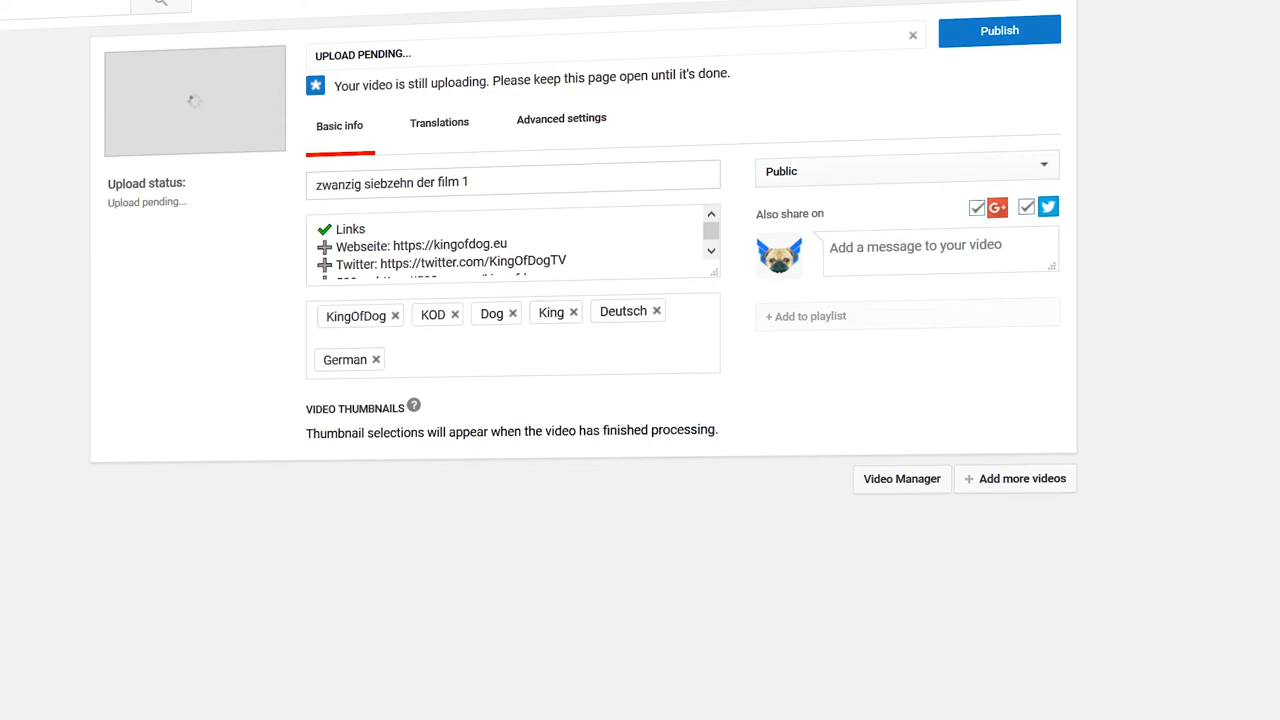 UPLOAD PENDING...
Publish
Your video is still uploading. Please keep this page open until it's done.
Basic info
Translations
Advanced settings
Upload status:
Upload pending...
zwanzig siebzehn der film 1
Public
Links
Webseite: https://kingofdog.eu
Twitter: https://twitter.com/KingOfDogTV
Also share on
Add a message to your video
KingOfDog
KOD
Dog
King
Deutsch
German
+ Add to playlist
VIDEO THUMBNAILS ?
Thumbnail selections will appear when the video has finished processing.
Video Manager
+ Add more videos